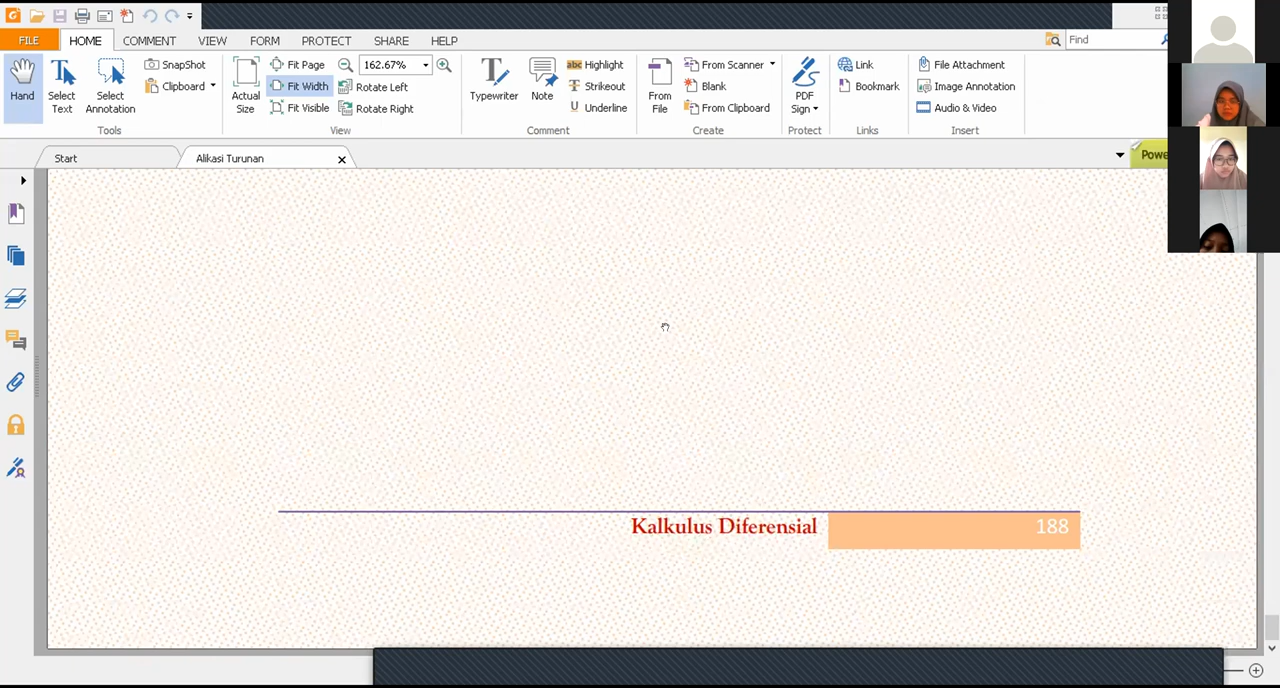 FILE HOME COMMENT VIEW FORM PROTECT SHARE HELP Find
Hand
Select Text
Select Annotation
SnapShot
Clipboard
Tools
Actual Size
Fit Page
Fit Width
Fit Visible
162.67%
Rotate Left
Rotate Right
View
Typewriter
Note
Highlight
Strikeout
Underline
Comment
From File
From Scanner
Blank
From Clipboard
Create
PDF Sign
Protect
Link
Bookmark
Links
File Attachment
Image Annotation
Audio & Video
Insert
Start Alikasi Turunan Powe
Kalkulus Diferensial 188